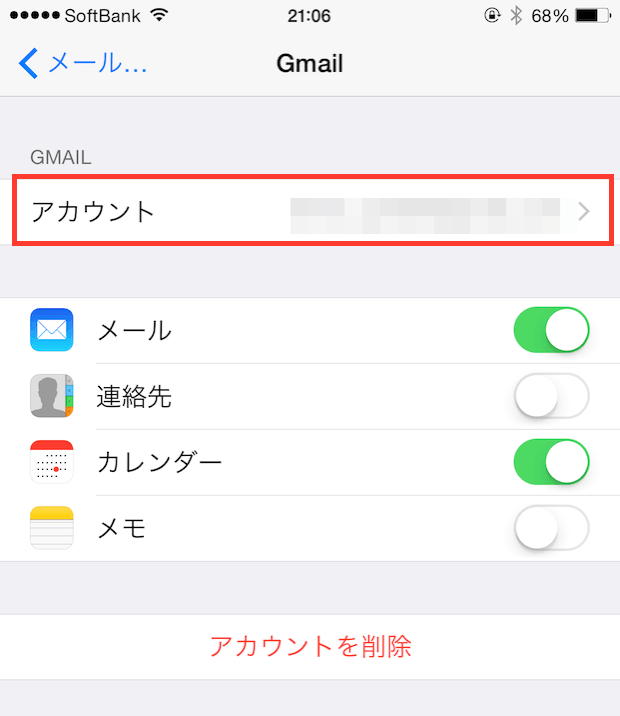 SoftBank 21:06 68%
メール... Gmail
GMAIL
アカウント
メール
連絡先
カレンダー
メモ
アカウントを削除